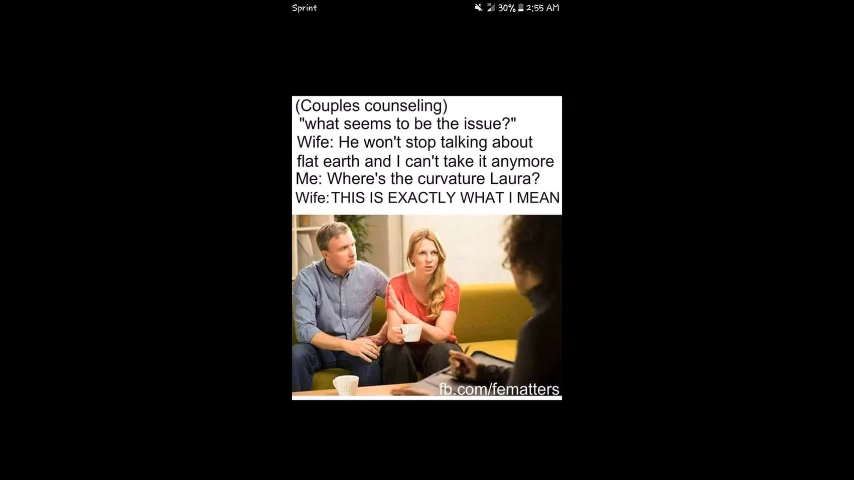 Sprint
30% 2:55 AM
(Couples counseling)
"what seems to be the issue?"
Wife: He won't stop talking about
flat earth and I can't take it anymore
Me: Where's the curvature Laura?
Wife:THIS IS EXACTLY WHAT I MEAN
fb.com/fematters